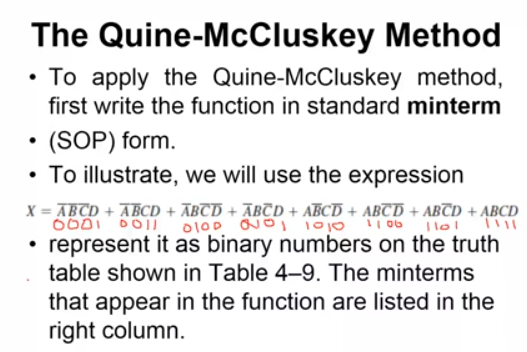 The Quine-McCluskey Method
• To apply the Quine-McCluskey method,
first write the function in standard minterm
• (SOP) form.
• To illustrate, we will use the expression
X = A̅B̅C̅D + A̅B̅CD + A̅BC̅D̅ + A̅BC̅D + AB̅CD̅ + ABC̅D̅ + ABC̅D + ABCD
0001 0011 0100 0101 1010 1100 1101 1111
• represent it as binary numbers on the truth
table shown in Table 4–9. The minterms
that appear in the function are listed in the
right column.